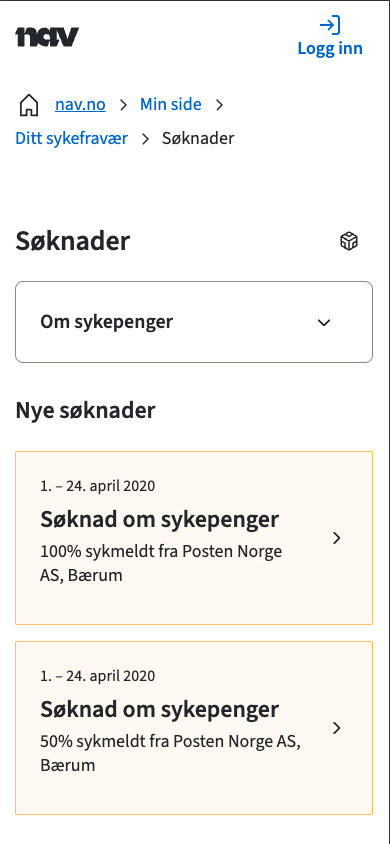 nav
Logg inn
nav.no
Min side
Ditt sykefravær
Søknader
Søknader
Om sykepenger
Nye søknader
1. – 24. april 2020
Søknad om sykepenger
100% sykmeldt fra Posten Norge
AS, Bærum
1. – 24. april 2020
Søknad om sykepenger
50% sykmeldt fra Posten Norge AS,
Bærum